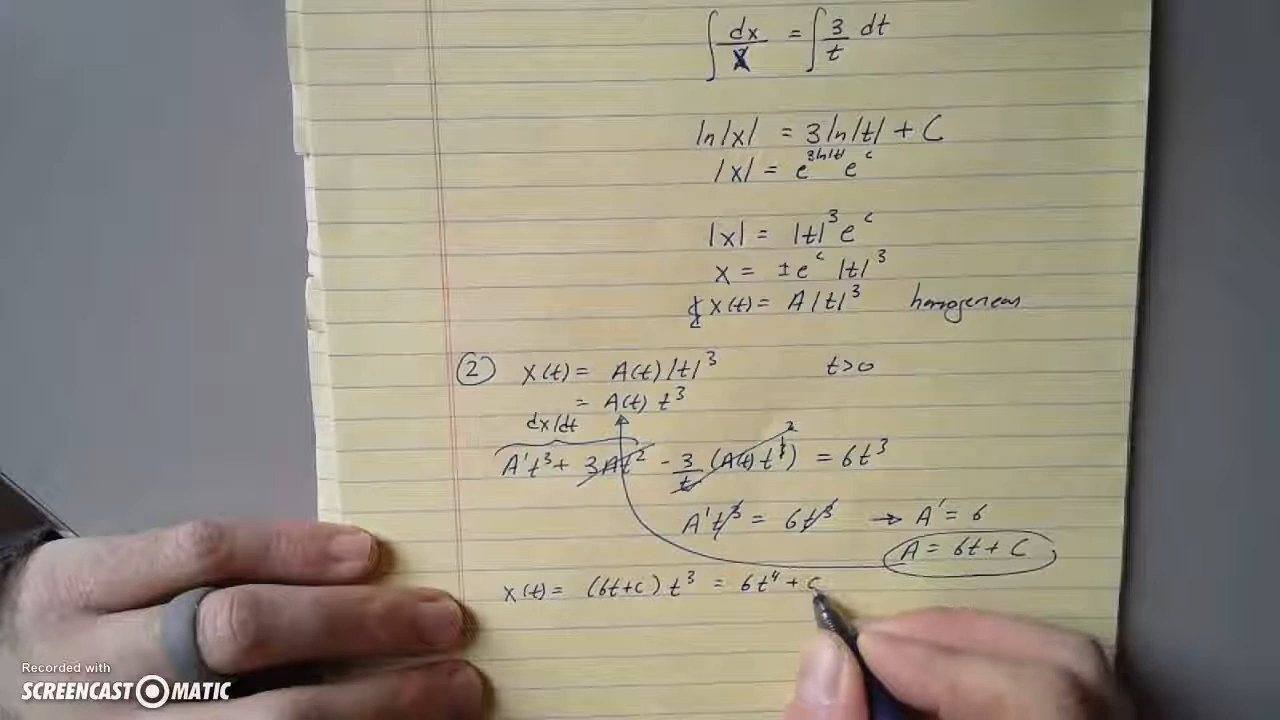 ∫ dx/x = ∫ 3/t dt
ln|x| = 3ln|t| + C
|x| = e^{3ln|t|} e^c
|x| = |t|^3 e^c
x = ±e^c |t|^3
x(t) = A|t|^3 homogeneous
② x(t) = A(t)|t|^3 t>0
= A(t) t^3
dx/dt
A't^3 + 3At^2 - 3/t (A(t) t^3) = 6t^3
A't^3 = 6t^3 → A' = 6
A = 6t + C
x(t) = (6t+c) t^3 = 6t^4 + c
Recorded with
SCREENCAST-O-MATIC